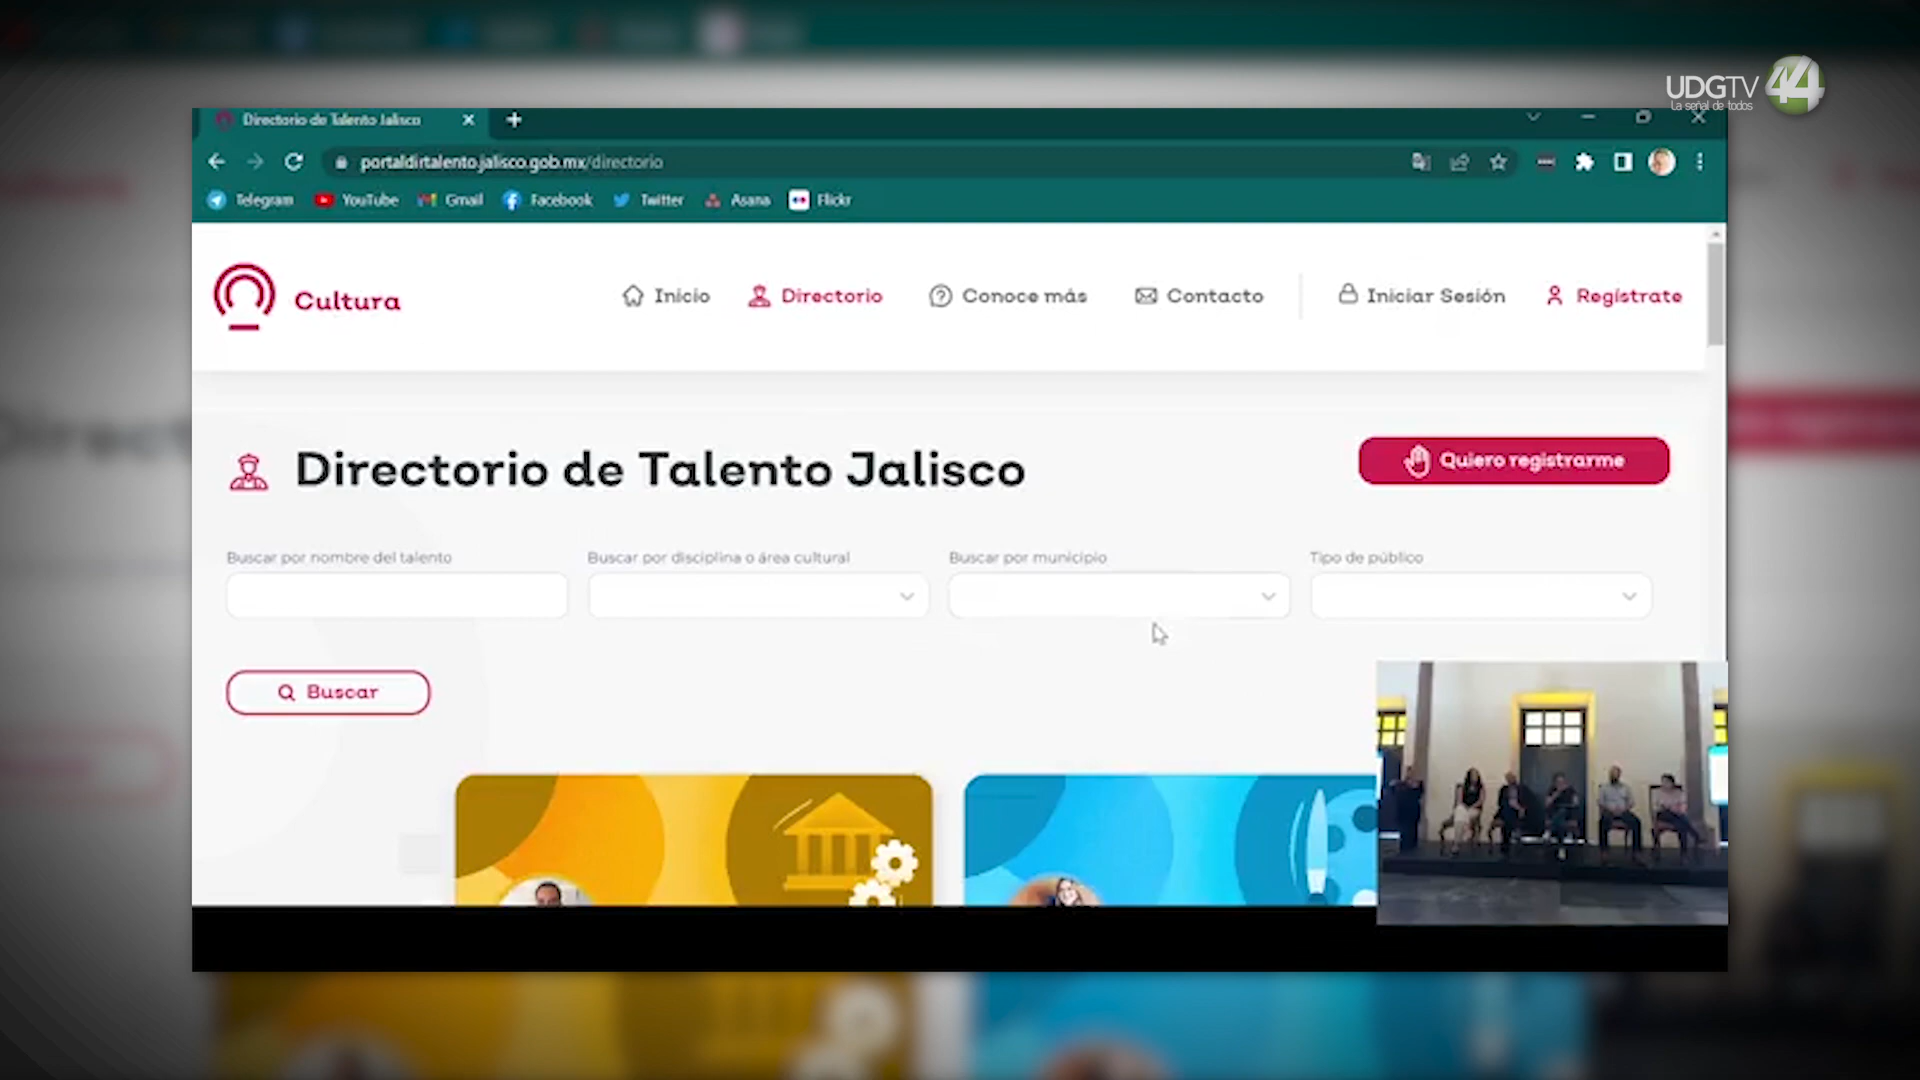 UDGTV 44
La señal de todos
Directorio de Talento Jalisco
portaldirtalento.jalisco.gob.mx/directorio
Telegram YouTube Gmail Facebook Twitter Asana Flickr
Cultura Inicio Directorio Conoce más Contacto Iniciar Sesión Regístrate
Directorio de Talento Jalisco Quiero registrarme
Buscar por nombre del talento Buscar por disciplina o área cultural Buscar por municipio Tipo de público
Buscar